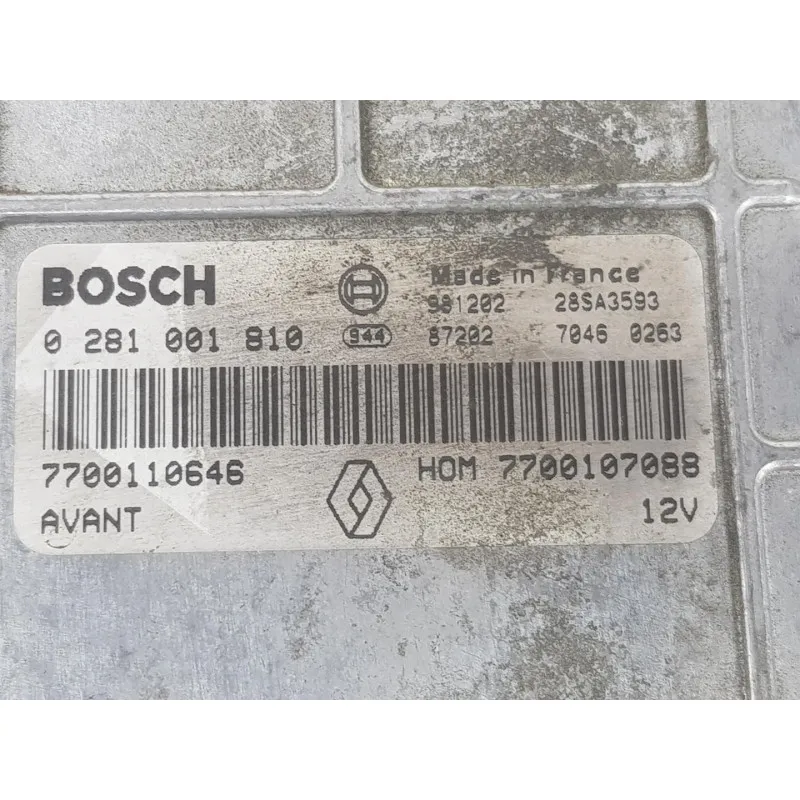 BOSCH
Made in France
981202 28SA3593
0 281 001 810 944 87202 7046 0263
7700110646 HOM 7700107088
AVANT 12V